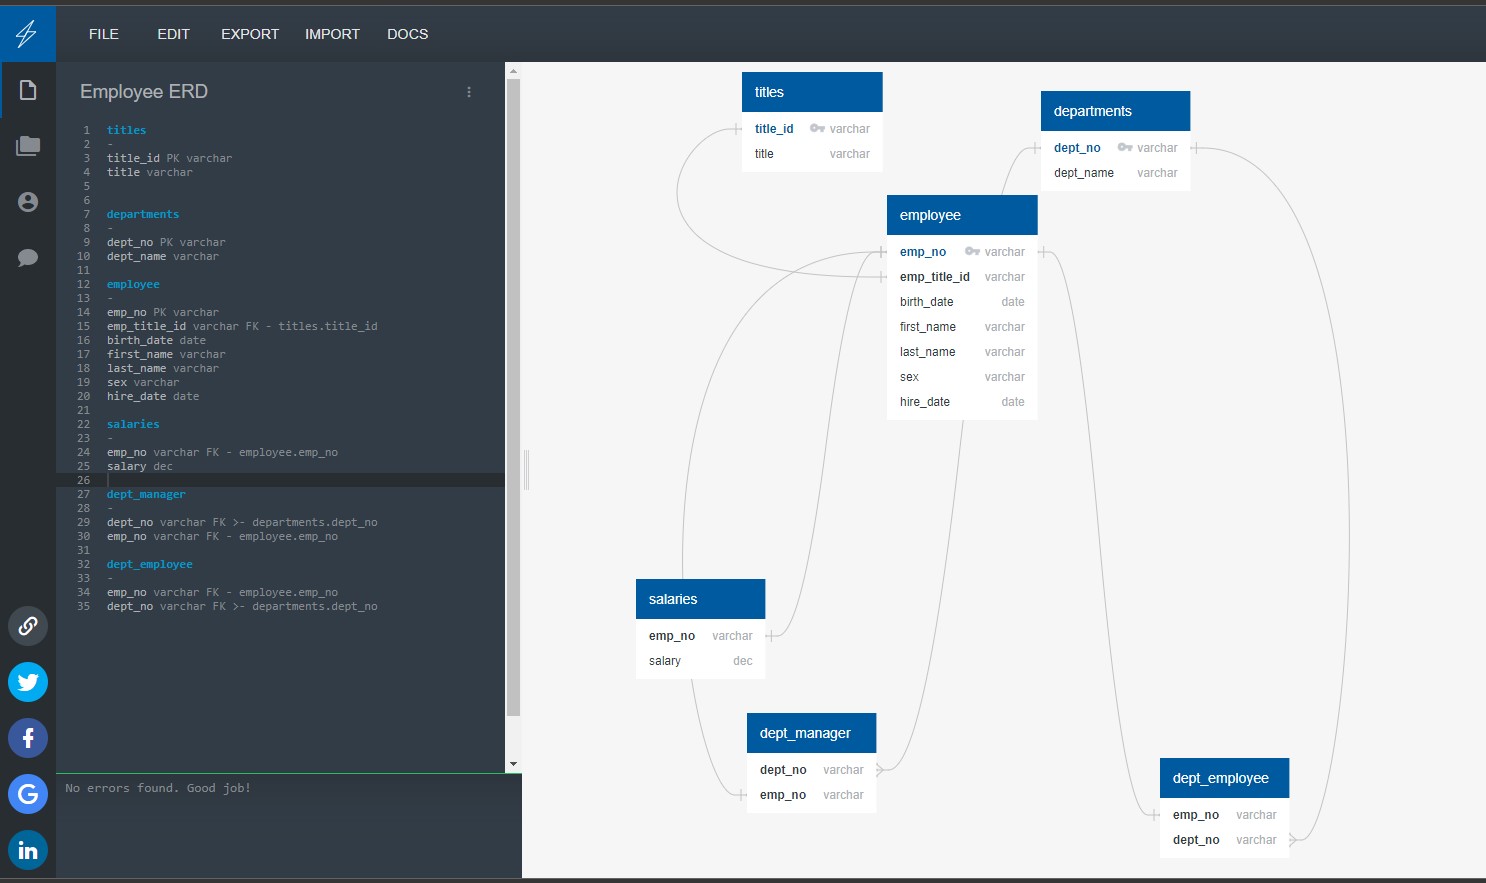 FILE EDIT EXPORT IMPORT DOCS
Employee ERD
1 titles
2 -
3 title_id PK varchar
4 title varchar
5
6
7 departments
8 -
9 dept_no PK varchar
10 dept_name varchar
11
12 employee
13 -
14 emp_no PK varchar
15 emp_title_id varchar FK - titles.title_id
16 birth_date date
17 first_name varchar
18 last_name varchar
19 sex varchar
20 hire_date date
21
22 salaries
23 -
24 emp_no varchar FK - employee.emp_no
25 salary dec
26
27 dept_manager
28 -
29 dept_no varchar FK >- departments.dept_no
30 emp_no varchar FK - employee.emp_no
31
32 dept_employee
33 -
34 emp_no varchar FK - employee.emp_no
35 dept_no varchar FK >- departments.dept_no
No errors found. Good job!
titles
title_id varchar
title varchar
departments
dept_no varchar
dept_name varchar
employee
emp_no varchar
emp_title_id varchar
birth_date date
first_name varchar
last_name varchar
sex varchar
hire_date date
salaries
emp_no varchar
salary dec
dept_manager
dept_no varchar
emp_no varchar
dept_employee
emp_no varchar
dept_no varchar
f
G
in